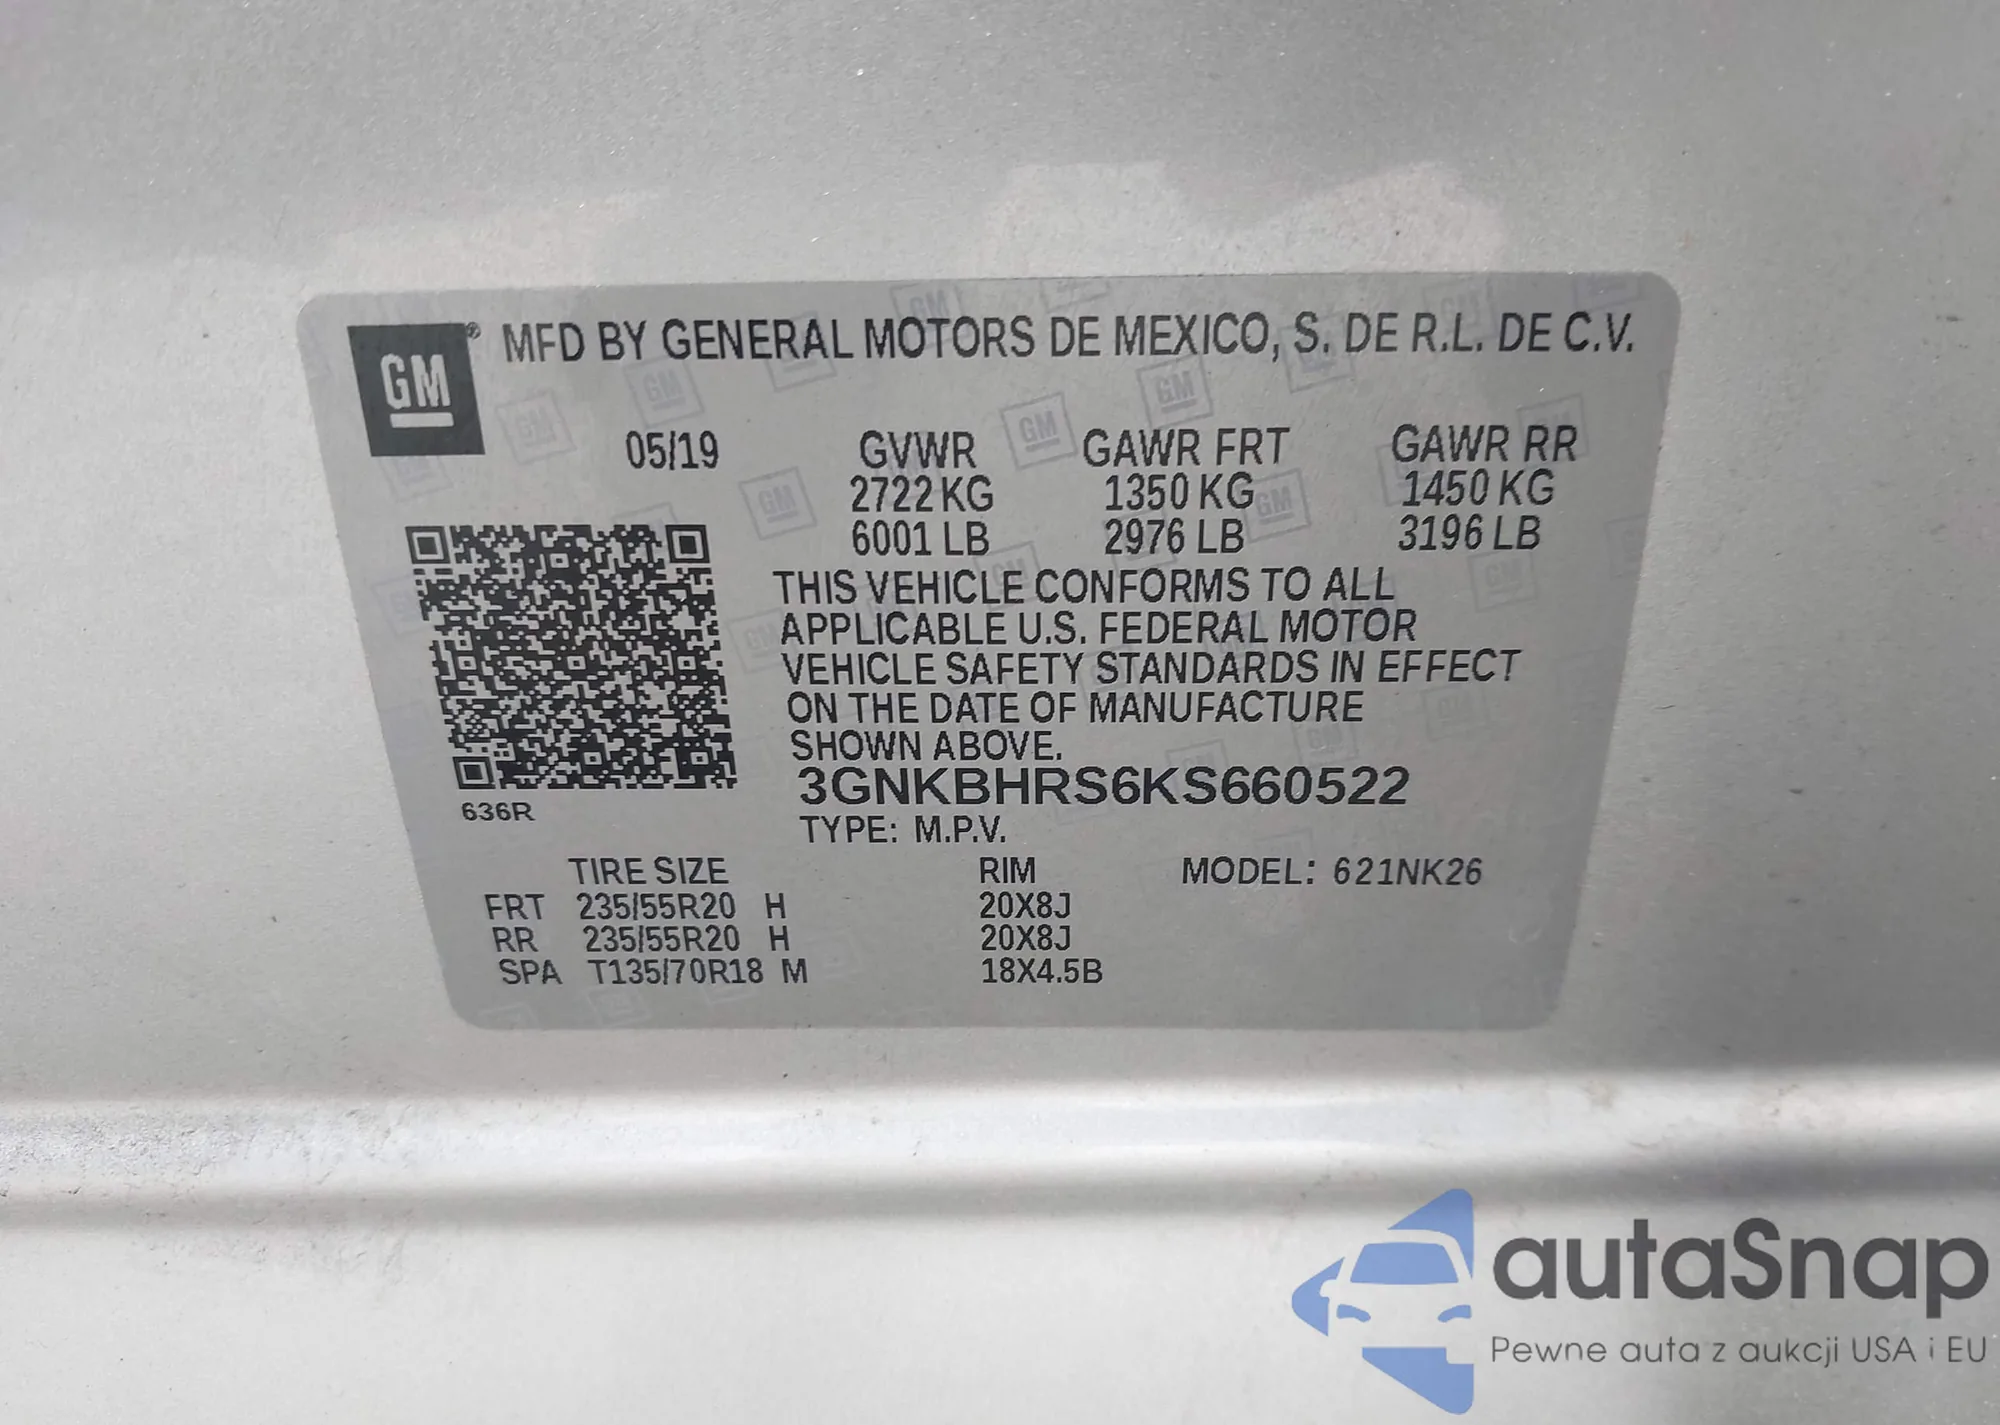 GM® MFD BY GENERAL MOTORS DE MEXICO, S. DE R.L. DE C.V.
05/19 GVWR GAWR FRT GAWR RR
2722 KG 1350 KG 1450 KG
6001 LB 2976 LB 3196 LB
THIS VEHICLE CONFORMS TO ALL
APPLICABLE U.S. FEDERAL MOTOR
VEHICLE SAFETY STANDARDS IN EFFECT
ON THE DATE OF MANUFACTURE
SHOWN ABOVE.
3GNKBHRS6KS660522
636R
TYPE: M.P.V.
TIRE SIZE RIM MODEL: 621NK26
FRT 235/55R20 H 20X8J
RR 235/55R20 H 20X8J
SPA T135/70R18 M 18X4.5B
autaSnap
Pewne auta z aukcji USA i EU